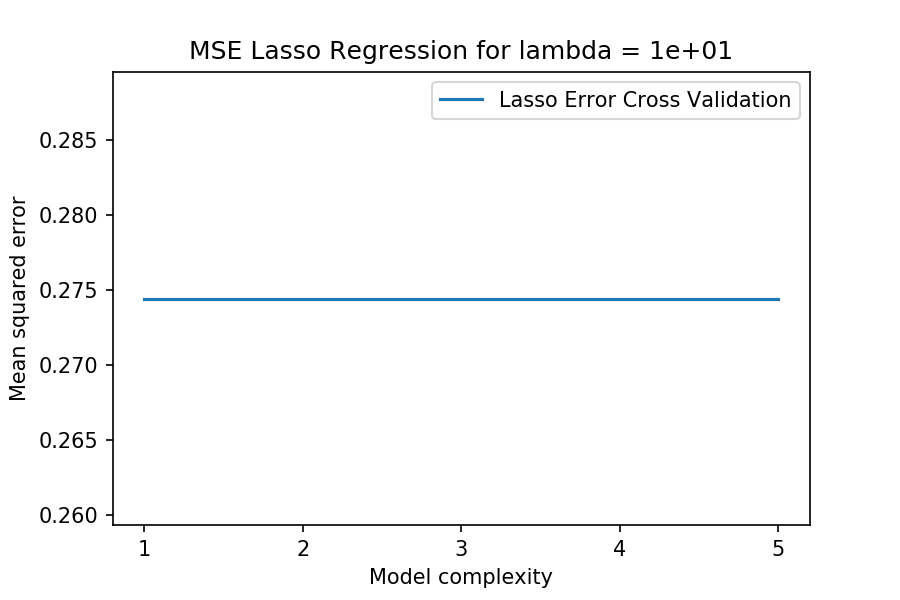 MSE Lasso Regression for lambda = 1e+01
Lasso Error Cross Validation
Mean squared error
0.285
0.280
0.275
0.270
0.265
0.260
1 2 3 4 5
Model complexity